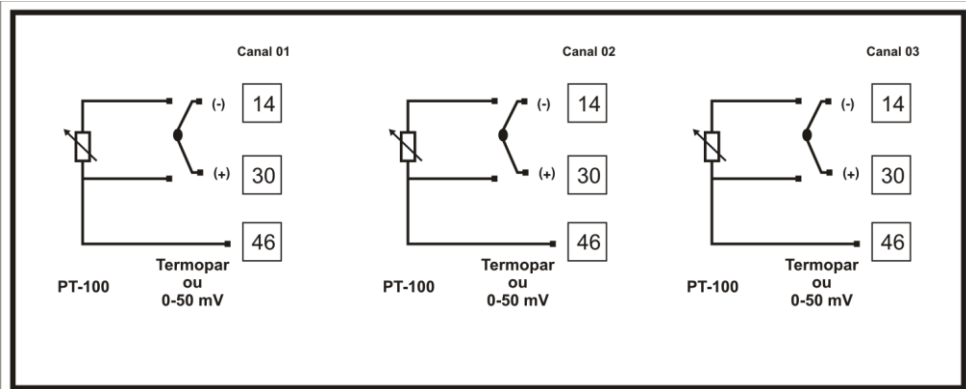 Canal 01
(-) 14
(+) 30
46
PT-100
Termopar
ou
0-50 mV
Canal 02
(-) 14
(+) 30
46
PT-100
Termopar
ou
0-50 mV
Canal 03
(-) 14
(+) 30
46
PT-100
Termopar
ou
0-50 mV